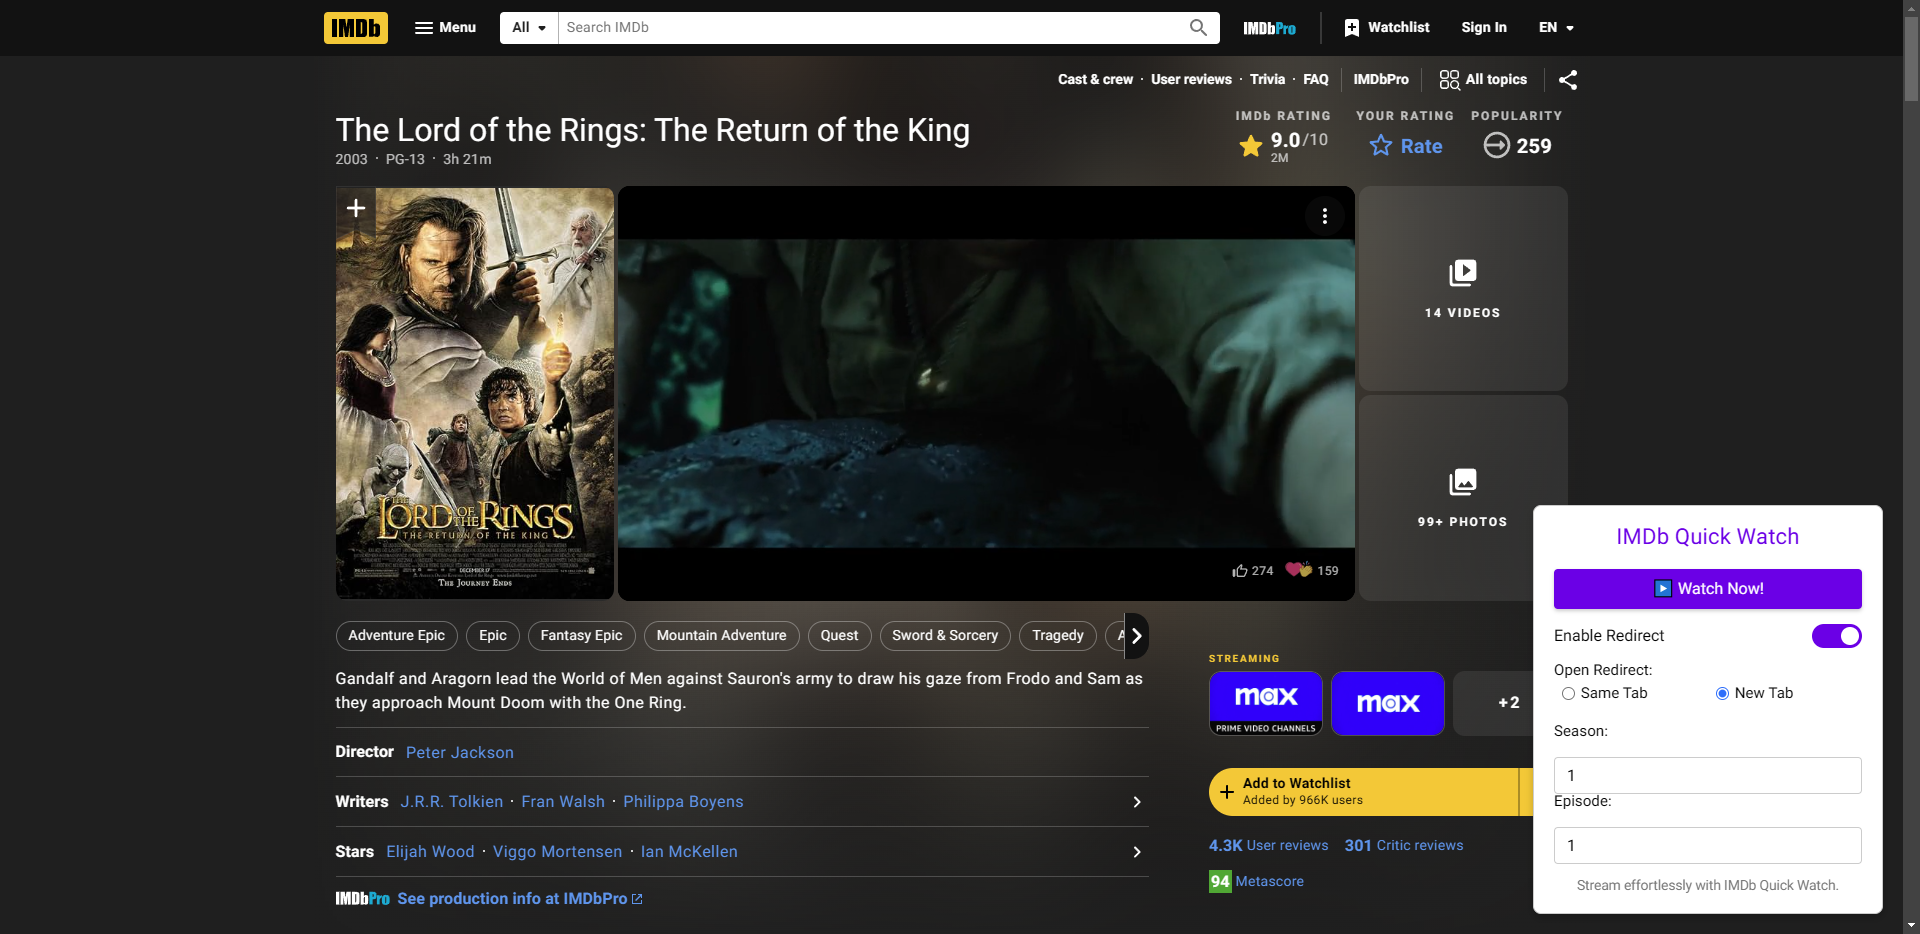 IMDb
Menu
All
Search IMDb
IMDbPro
Watchlist
Sign In
EN
Cast & crew · User reviews · Trivia · FAQ
IMDbPro
All topics
The Lord of the Rings: The Return of the King
2003 · PG-13 · 3h 21m
IMDb RATING
9.0/10
2M
YOUR RATING
Rate
POPULARITY
259
THE LORD OF THE RINGS
THE RETURN OF THE KING
DECEMBER 17
THE JOURNEY ENDS
274
159
14 VIDEOS
99+ PHOTOS
Adventure Epic
Epic
Fantasy Epic
Mountain Adventure
Quest
Sword & Sorcery
Tragedy
Gandalf and Aragorn lead the World of Men against Sauron's army to draw his gaze from Frodo and Sam as
they approach Mount Doom with the One Ring.
Director Peter Jackson
Writers J.R.R. Tolkien · Fran Walsh · Philippa Boyens
Stars Elijah Wood · Viggo Mortensen · Ian McKellen
IMDbPro See production info at IMDbPro
STREAMING
max
PRIME VIDEO CHANNELS
max
+2
Add to Watchlist
Added by 966K users
4.3K User reviews 301 Critic reviews
94 Metascore
IMDb Quick Watch
Watch Now!
Enable Redirect
Open Redirect:
Same Tab
New Tab
Season:
1
Episode:
1
Stream effortlessly with IMDb Quick Watch.